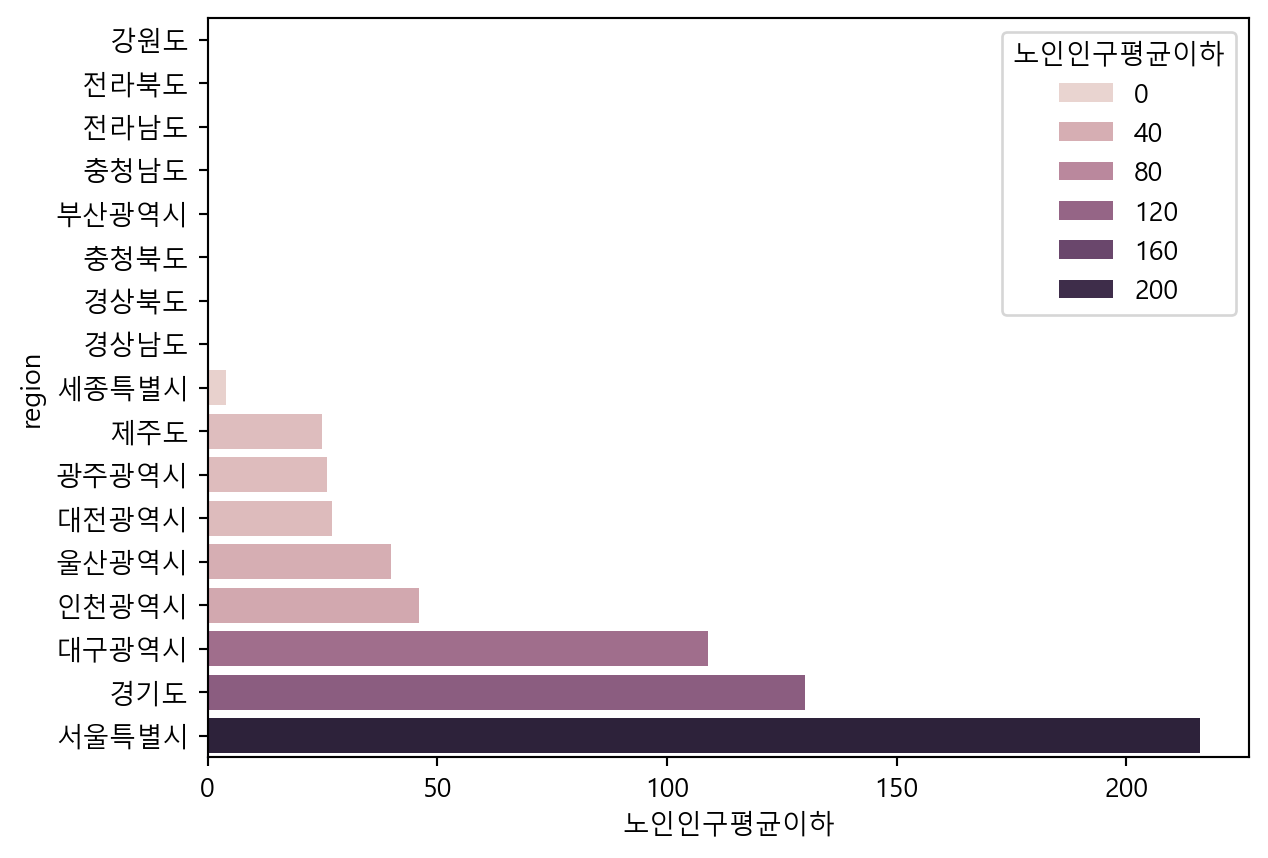 강원도
전라북도
전라남도
충청남도
부산광역시
충청북도
경상북도
경상남도
세종특별시
제주도
광주광역시
대전광역시
울산광역시
인천광역시
대구광역시
경기도
서울특별시
region
0 50 100 150 200
노인인구평균이하
노인인구평균이하
0
40
80
120
160
200